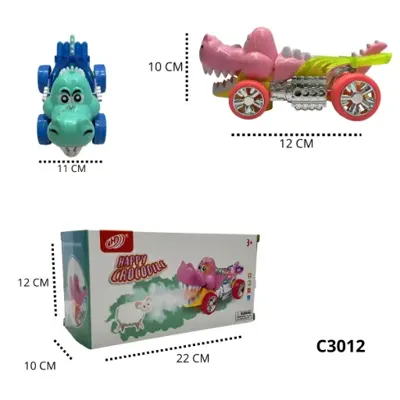 10 CM
11 CM
12 CM
HAPPY
CROCODILE
3+
12 CM
10 CM
22 CM
C3012